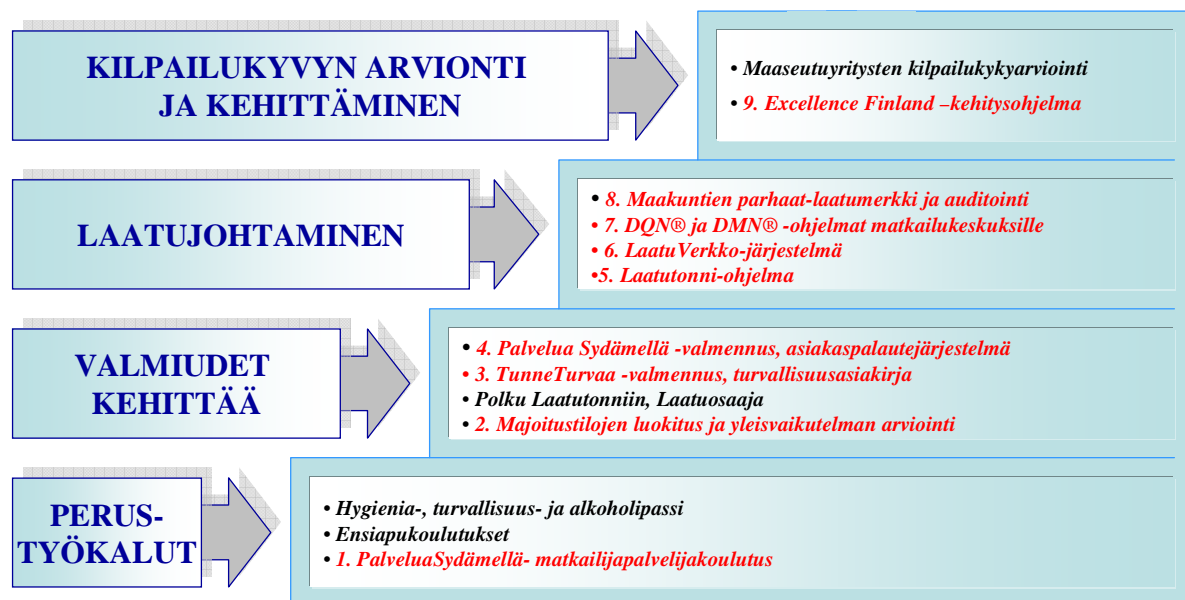 KILPAILUKYVYN ARVIONTI
JA KEHITTÄMINEN
• Maaseutuyritysten kilpailukykyarviointi
• 9. Excellence Finland –kehitysohjelma
LAATUJOHTAMINEN
• 8. Maakuntien parhaat-laatumerkki ja auditointi
• 7. DQN® ja DMN® -ohjelmat matkailukeskuksille
• 6. LaatuVerkko-järjestelmä
•5. Laatutonni-ohjelma
VALMIUDET
KEHITTÄÄ
• 4. Palvelua Sydämellä -valmennus, asiakaspalautejärjestelmä
• 3. TunneTurvaa -valmennus, turvallisuusasiakirja
• Polku Laatutonniin, Laatuosaaja
• 2. Majoitustilojen luokitus ja yleisvaikutelman arviointi
PERUS-
TYÖKALUT
• Hygienia-, turvallisuus- ja alkoholipassi
• Ensiapukoulutukset
• 1. PalveluaSydämellä- matkailijapalvelijakoulutus